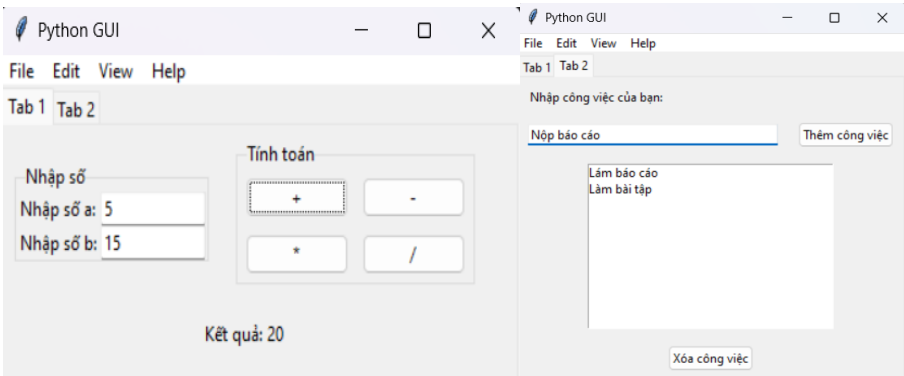 Python GUI
File Edit View Help
Tab 1 Tab 2
Nhập số
Nhập số a: 5
Nhập số b: 15
Tính toán
+ -
* /
Kết quả: 20
Python GUI
File Edit View Help
Tab 1 Tab 2
Nhập công việc của bạn:
Nộp báo cáo Thêm công việc
Lám báo cáo
Làm bài tập
Xóa công việc